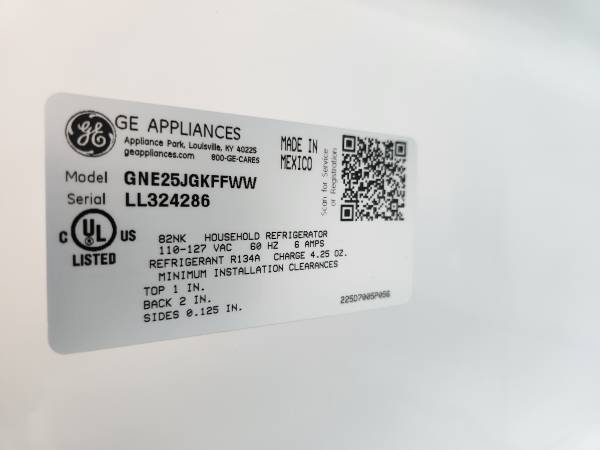 GE APPLIANCES
Appliance Park, Louisville, KY 40225
geappliances.com 800-GE-CARES
MADE IN
MEXICO
Scan for Service
or Registration
Model GNE25JGKFFWW
Serial LL324286
C UL US
LISTED
82NK HOUSEHOLD REFRIGERATOR
110-127 VAC 60 HZ 6 AMPS
REFRIGERANT R134A CHARGE 4.25 OZ.
MINIMUM INSTALLATION CLEARANCES
TOP 1 IN.
BACK 2 IN.
SIDES 0.125 IN.
225D7005P056